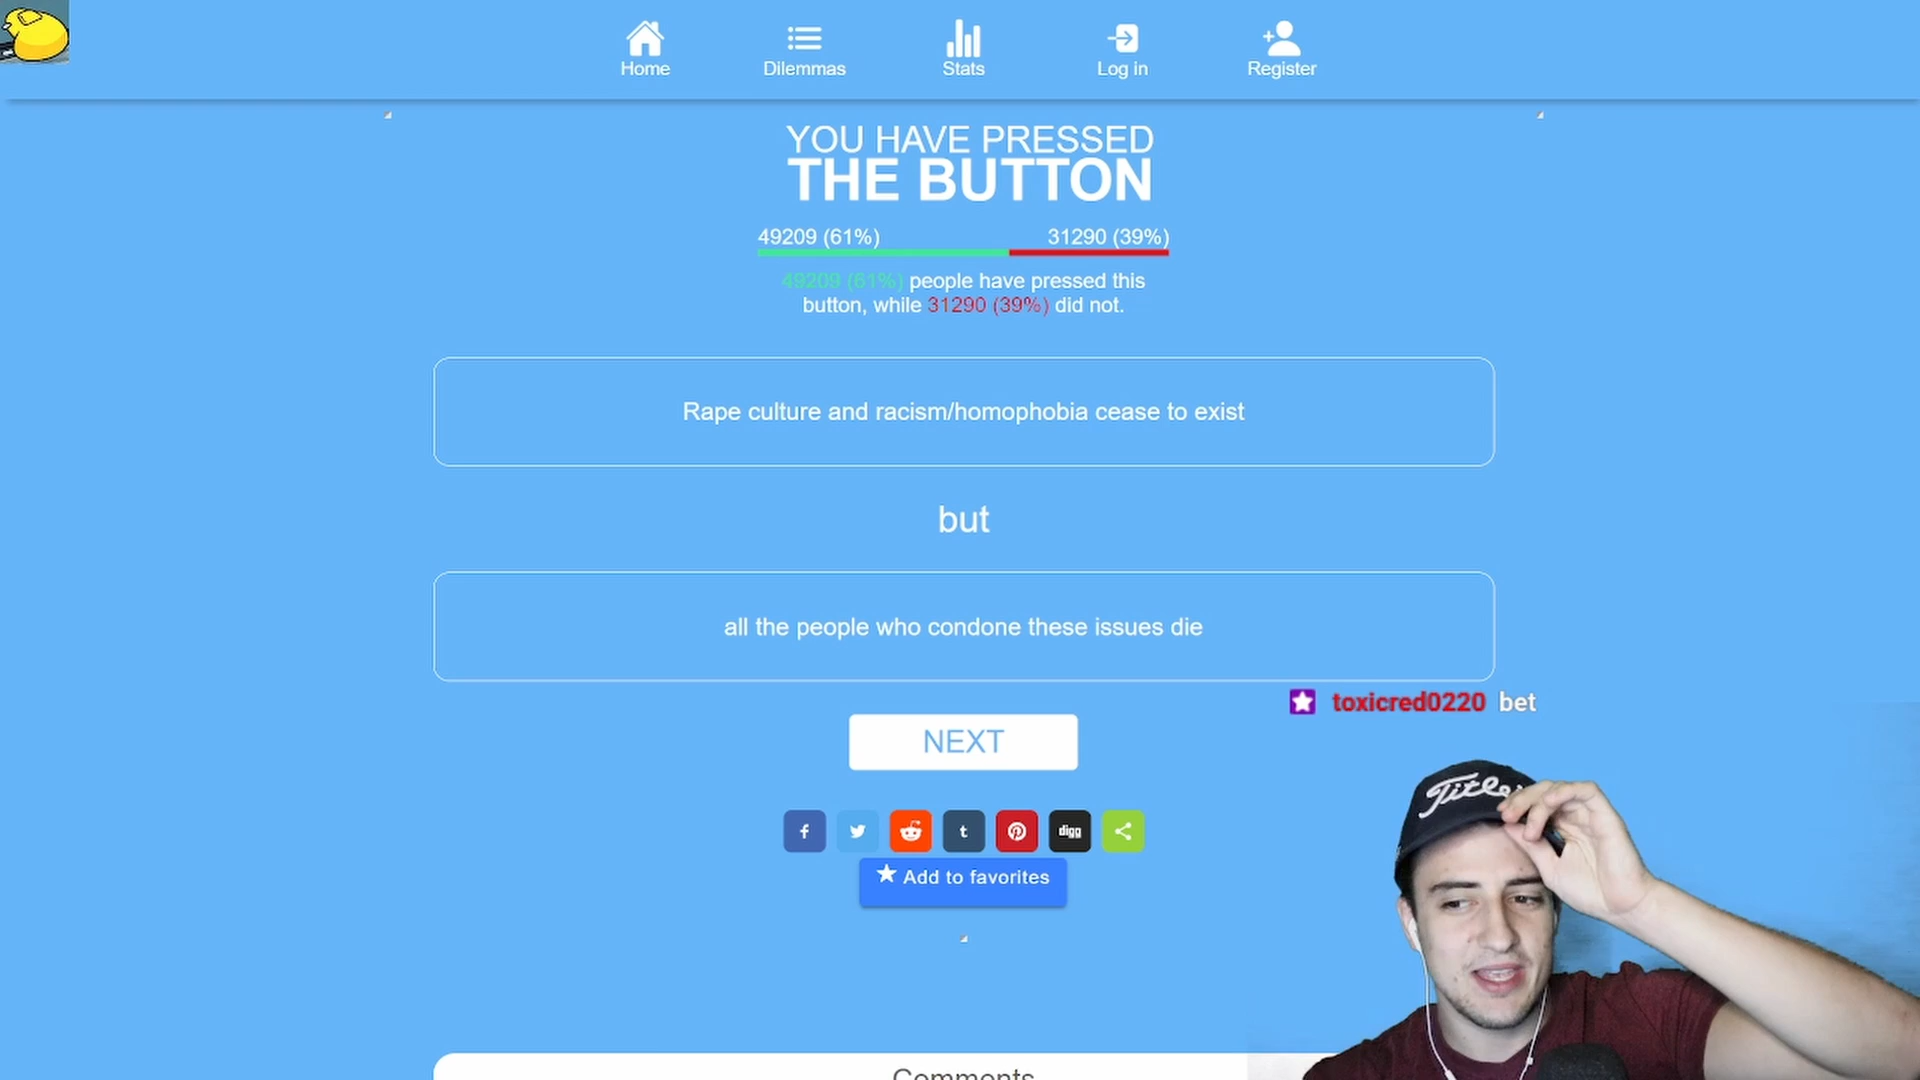 Home
Dilemmas
Stats
Log in
Register
YOU HAVE PRESSED
THE BUTTON
49209 (61%)
31290 (39%)
49209 (61%) people have pressed this
button, while 31290 (39%) did not.
Rape culture and racism/homophobia cease to exist
but
all the people who condone these issues die
toxicred0220 bet
NEXT
f
t
digg
Add to favorites
Comments